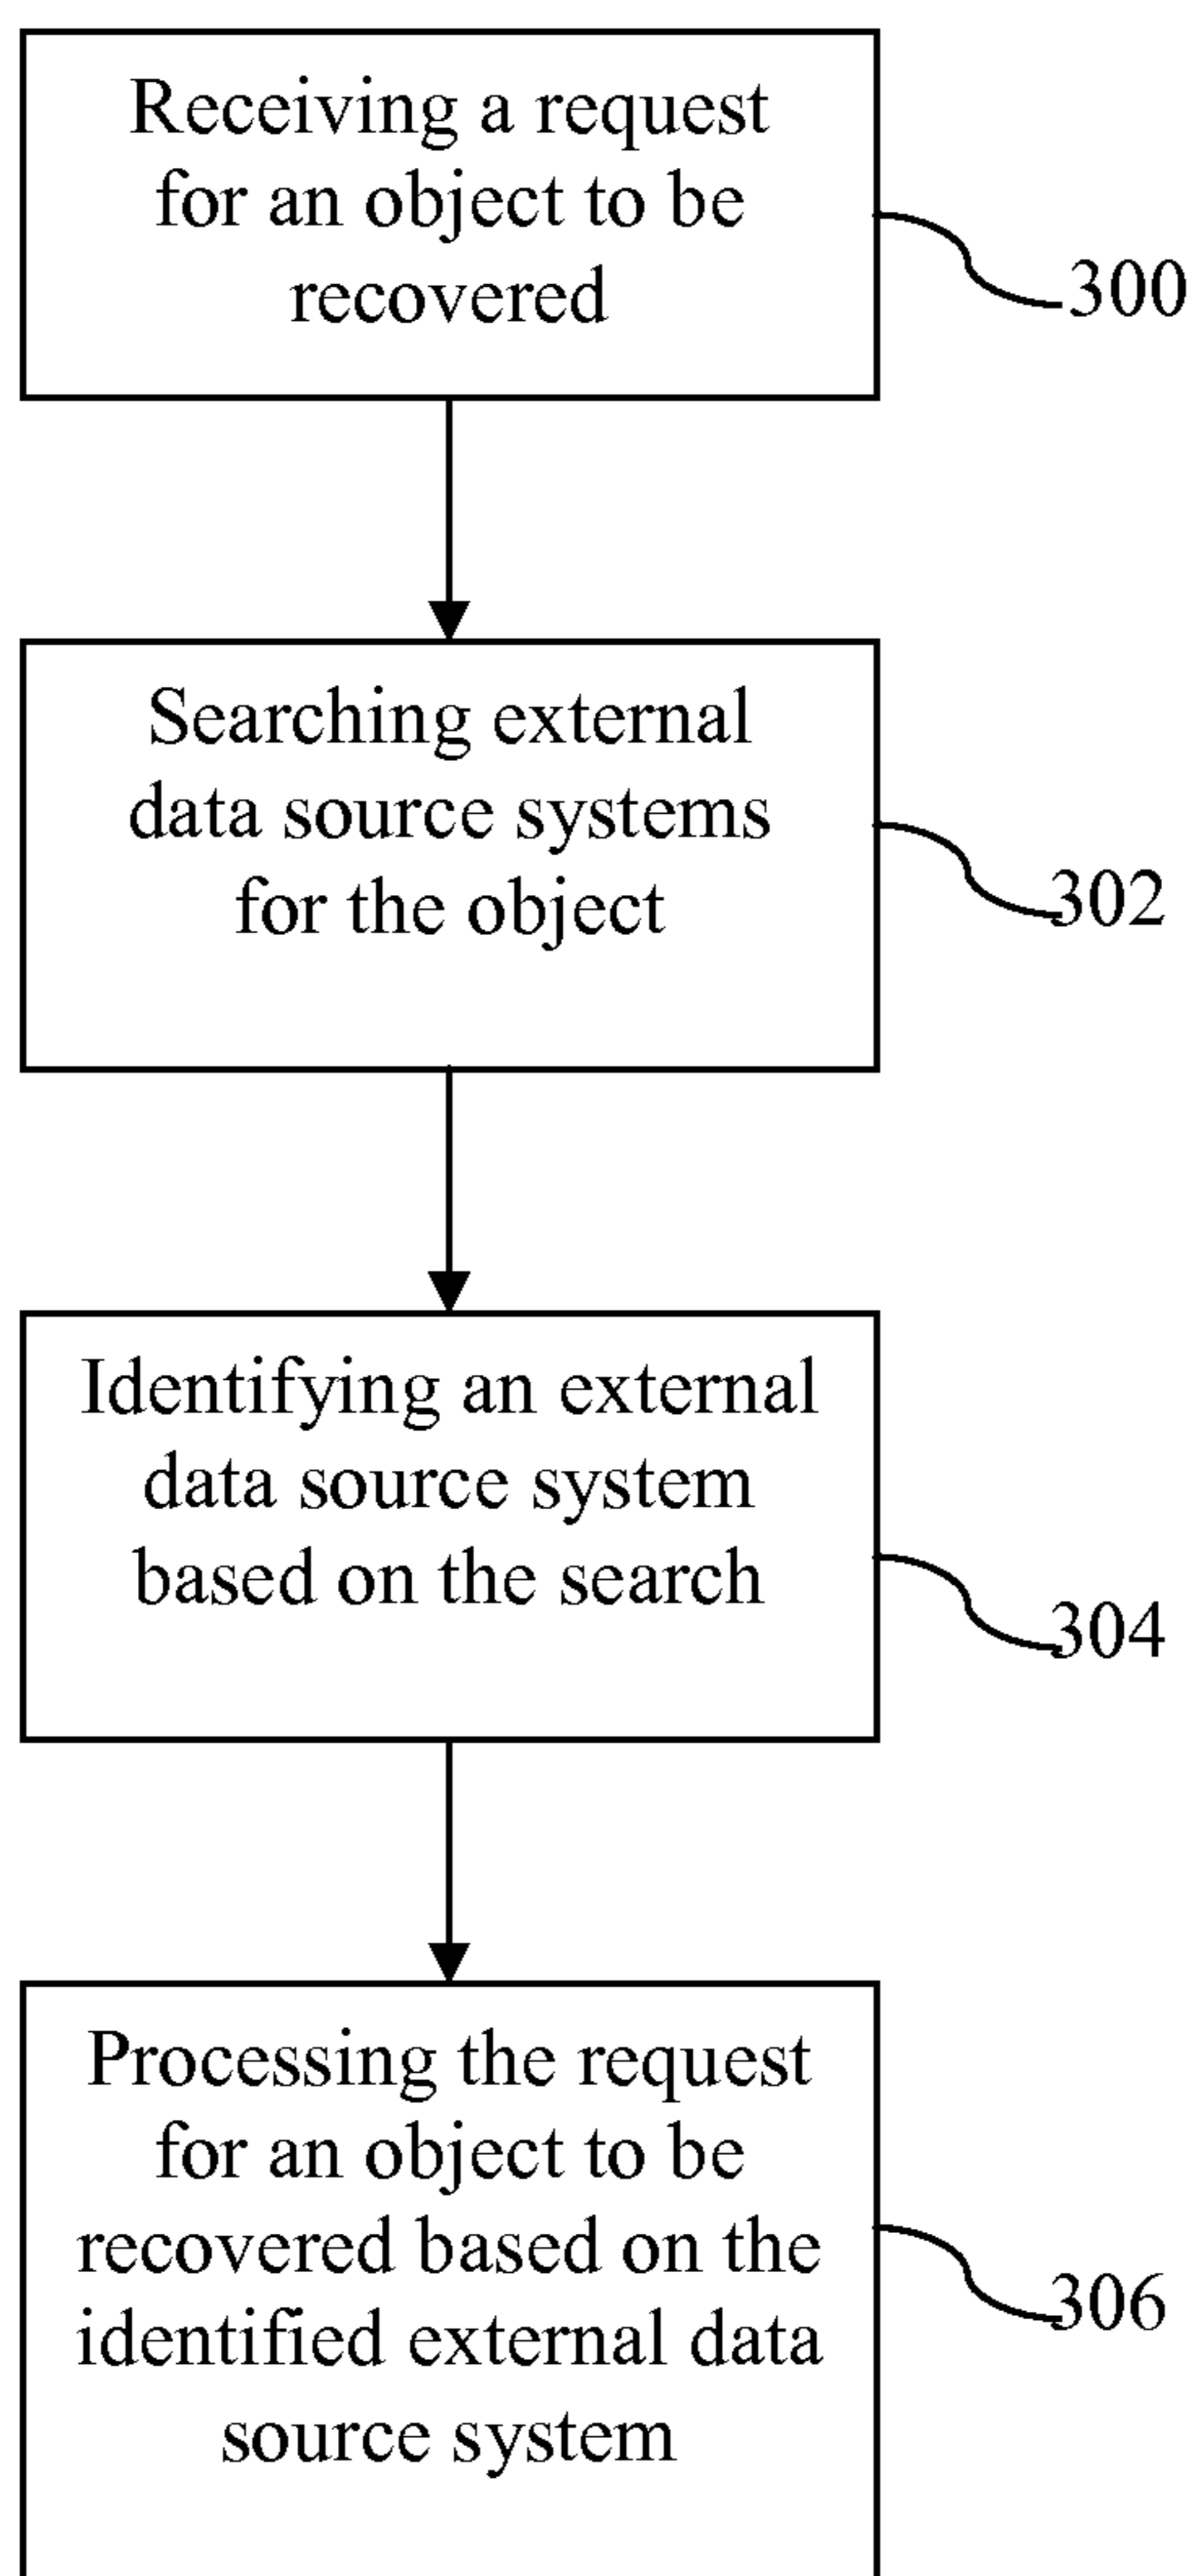 Receiving a request
for an object to be
recovered
300
Searching external
data source systems
for the object
302
Identifying an external
data source system
based on the search
304
Processing the request
for an object to be
recovered based on the
identified external data
source system
306